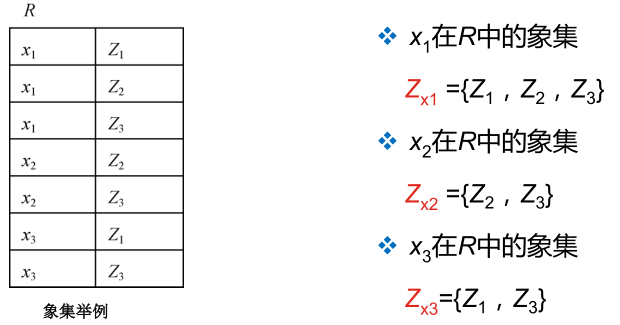 R
x₁ Z₁
x₁ Z₂
x₁ Z₃
x₂ Z₂
x₂ Z₃
x₃ Z₁
x₃ Z₃
象集举例
❖ x₁在R中的象集
Zₓ₁ ={Z₁，Z₂，Z₃}
❖ x₂在R中的象集
Zₓ₂ ={Z₂，Z₃}
❖ x₃在R中的象集
Zₓ₃={Z₁，Z₃}